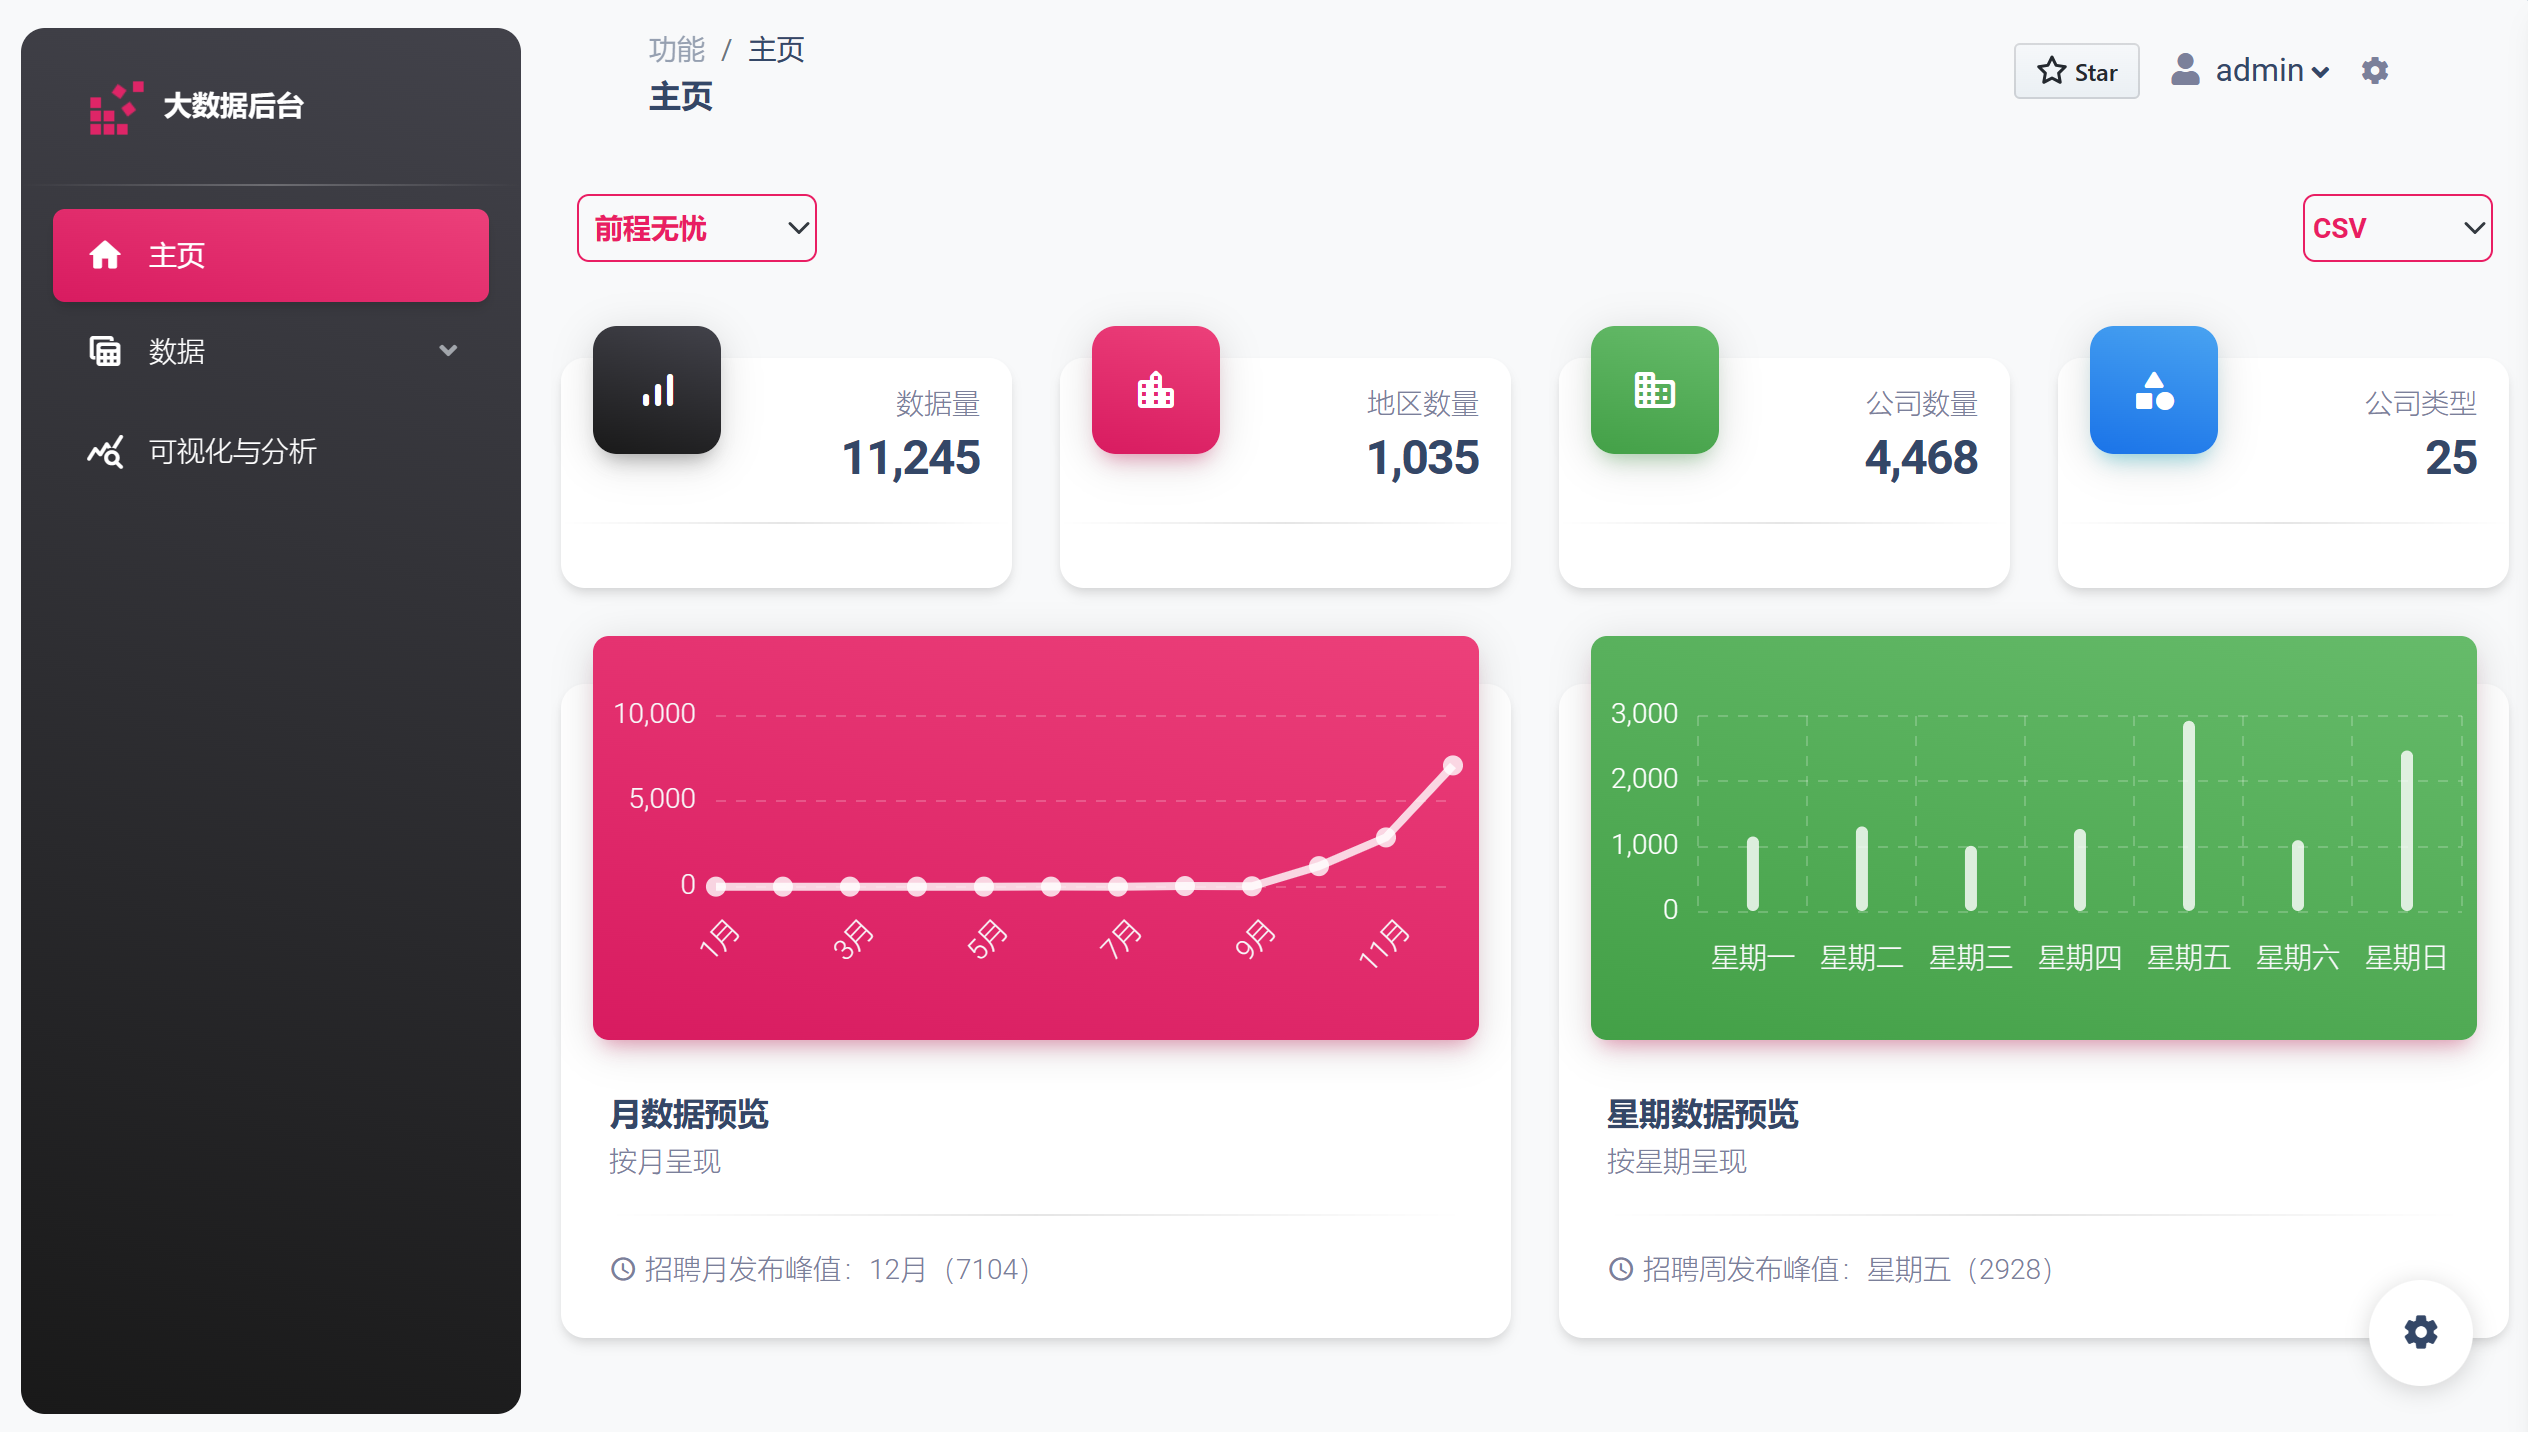 大数据后台
主页
数据
可视化与分析
功能 / 主页
主页
Star
admin
前程无忧
CSV
数据量
11,245
地区数量
1,035
公司数量
4,468
公司类型
25
10,000
5,000
0
1月
3月
5月
7月
9月
11月
月数据预览
按月呈现
招聘月发布峰值：12月（7104）
3,000
2,000
1,000
0
星期一
星期二
星期三
星期四
星期五
星期六
星期日
星期数据预览
按星期呈现
招聘周发布峰值：星期五（2928）